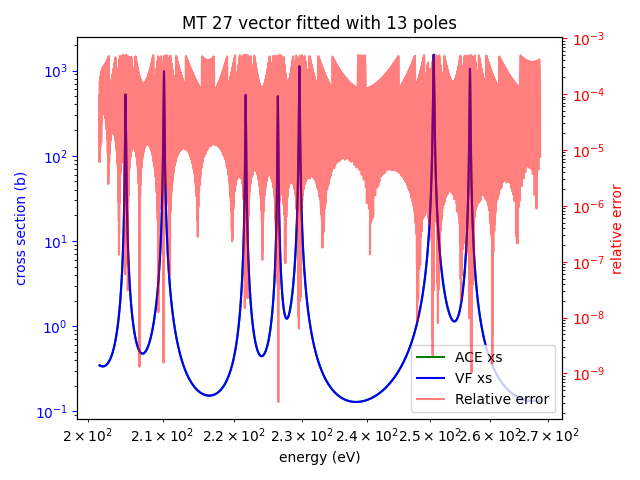 MT 27 vector fitted with 13 poles
10³
10²
10¹
10⁰
10⁻¹
cross section (b)
10⁻³
10⁻⁴
10⁻⁵
10⁻⁶
10⁻⁷
10⁻⁸
10⁻⁹
relative error
ACE xs
VF xs
Relative error
2 × 10² 2.1 × 10² 2.2 × 10² 2.3 × 10² 2.4 × 10² 2.5 × 10² 2.6 × 10² 2.7 × 10²
energy (eV)